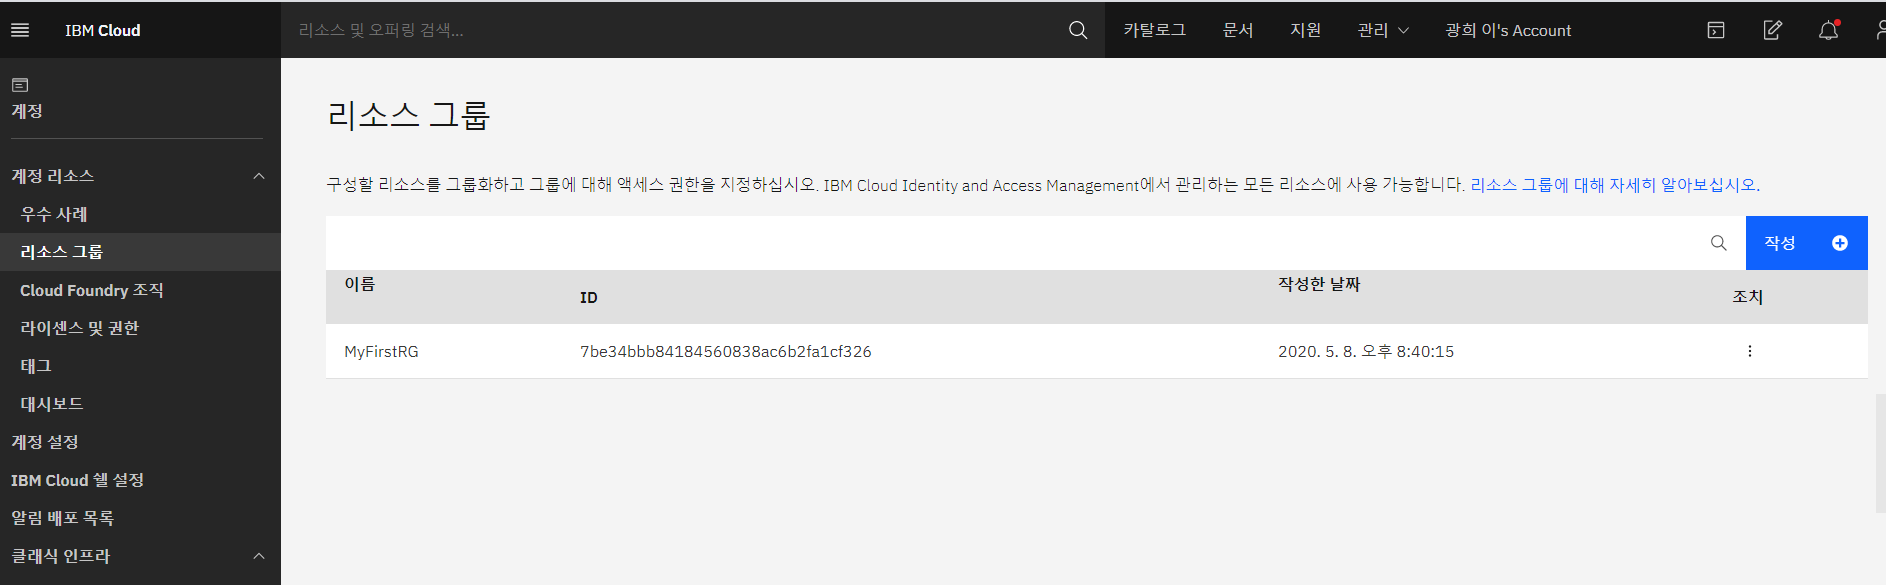 IBM Cloud
리소스 및 오퍼링 검색...
카탈로그
문서
지원
관리
광희 이's Account
계정
계정 리소스
우수 사례
리소스 그룹
Cloud Foundry 조직
라이센스 및 권한
태그
대시보드
계정 설정
IBM Cloud 쉘 설정
알림 배포 목록
클래식 인프라
리소스 그룹
구성할 리소스를 그룹화하고 그룹에 대해 액세스 권한을 지정하십시오. IBM Cloud Identity and Access Management에서 관리하는 모든 리소스에 사용 가능합니다. 리소스 그룹에 대해 자세히 알아보십시오.
작성
이름 ID 작성한 날짜 조치
MyFirstRG 7be34bbb84184560838ac6b2fa1cf326 2020. 5. 8. 오후 8:40:15